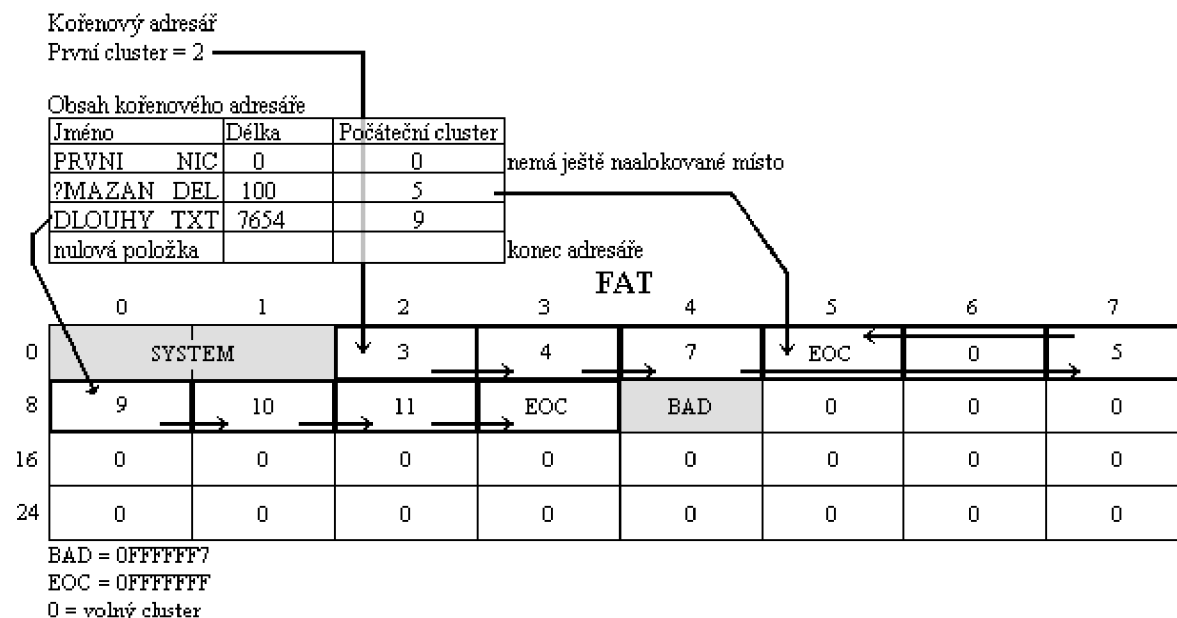 Kořenový adresář
První cluster = 2
Obsah kořenového adresáře
Jméno Délka Počáteční cluster
PRVNI NIC 0 0 nemá ještě naalokované místo
?MAZAN DEL 100 5
DLOUHY TXT 7654 9
nulová položka konec adresáře
FAT
0 1 2 3 4 5 6 7
0 SYSTEM 3 4 7 EOC 0 5
8 9 10 11 EOC BAD 0 0 0
16 0 0 0 0 0 0 0 0
24 0 0 0 0 0 0 0 0
BAD = 0FFFFFF7
EOC = 0FFFFFFF
0 = volný cluster